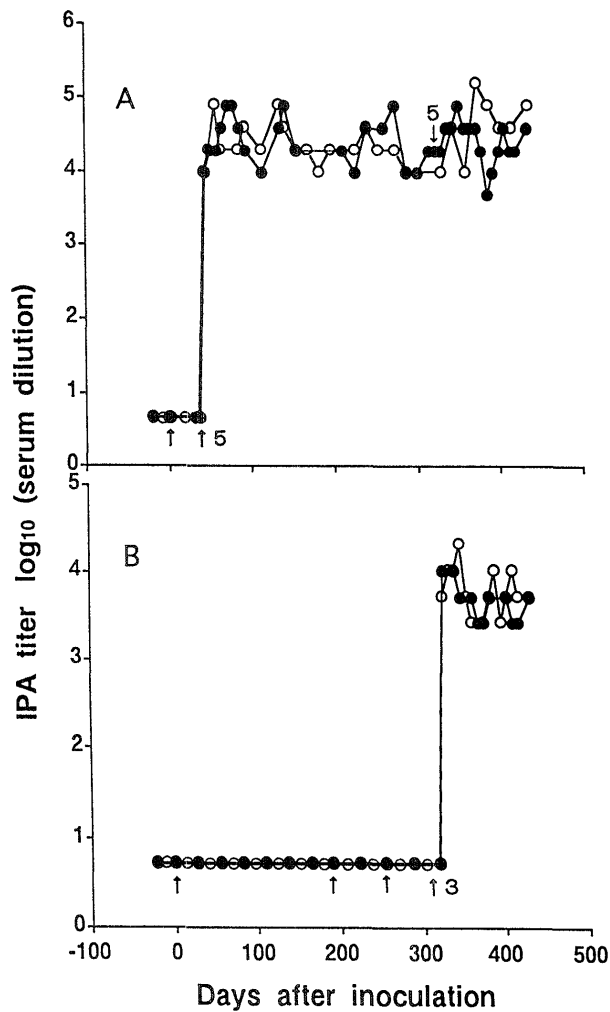 IPA titer log10 (serum dilution)
6
A
5
5
↓
4
3
2
1
↑ ↑ 5
0
5
B
4
3
2
1
↑ ↑ ↑ ↑ 3
0
-100 0 100 200 300 400 500
Days after inoculation